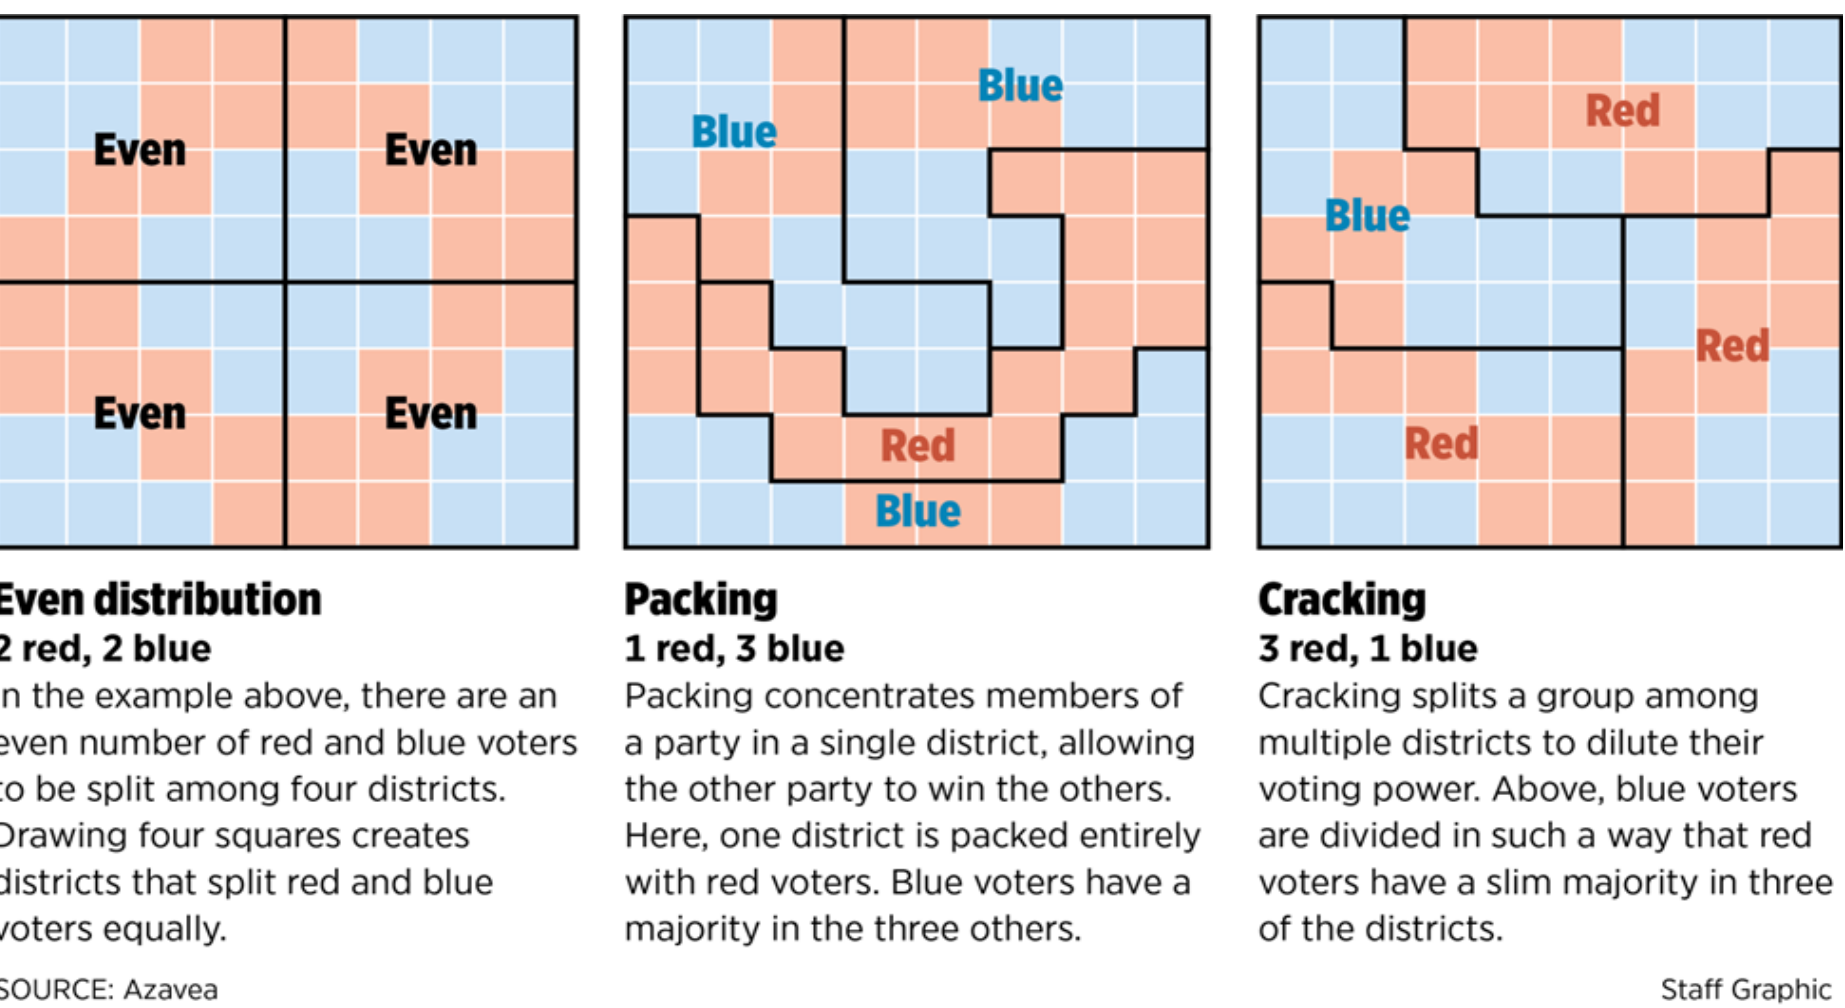 Even
Even
Even
Even
Blue
Blue
Red
Blue
Red
Blue
Red
Red
Even distribution
2 red, 2 blue
In the example above, there are an
even number of red and blue voters
to be split among four districts.
Drawing four squares creates
districts that split red and blue
voters equally.
SOURCE: Azavea
Packing
1 red, 3 blue
Packing concentrates members of
a party in a single district, allowing
the other party to win the others.
Here, one district is packed entirely
with red voters. Blue voters have a
majority in the three others.
Cracking
3 red, 1 blue
Cracking splits a group among
multiple districts to dilute their
voting power. Above, blue voters
are divided in such a way that red
voters have a slim majority in three
of the districts.
Staff Graphic